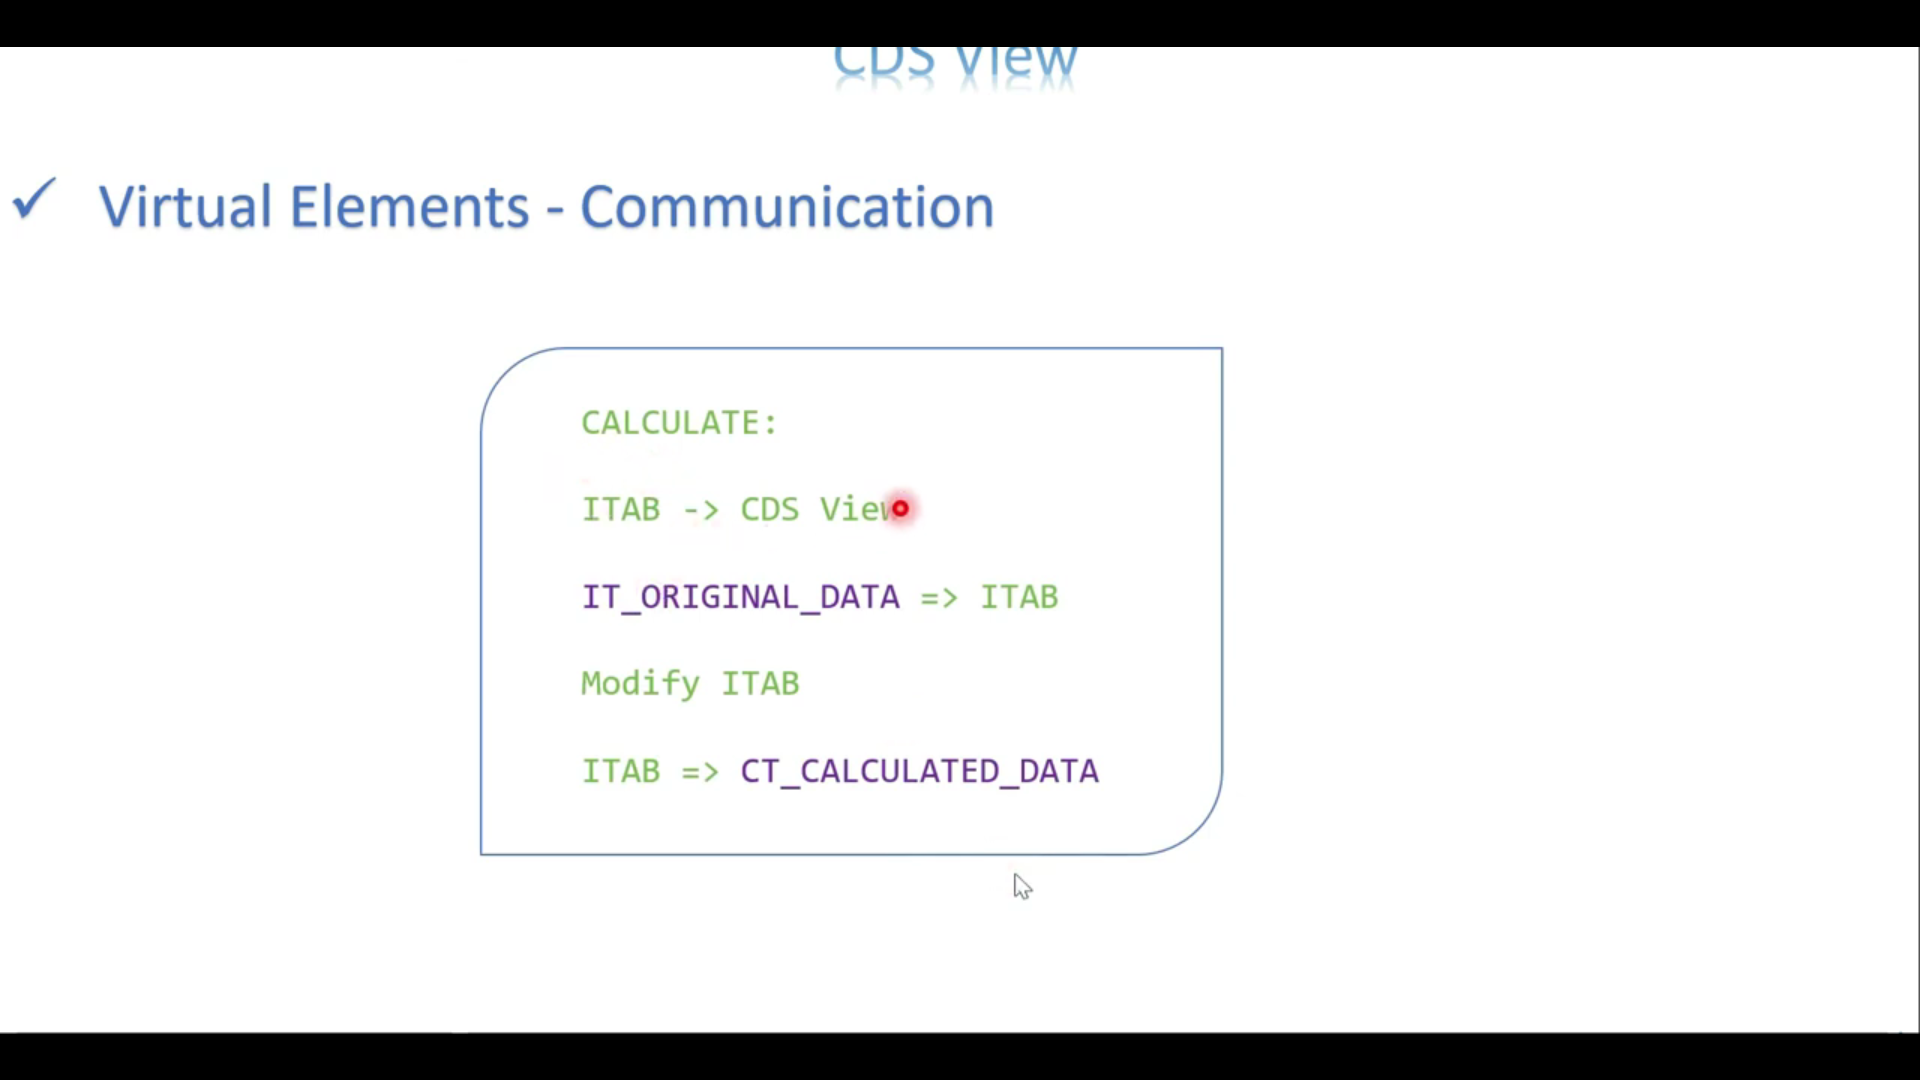 CDS View
Virtual Elements - Communication
CALCULATE:
ITAB -> CDS View
IT_ORIGINAL_DATA => ITAB
Modify ITAB
ITAB => CT_CALCULATED_DATA